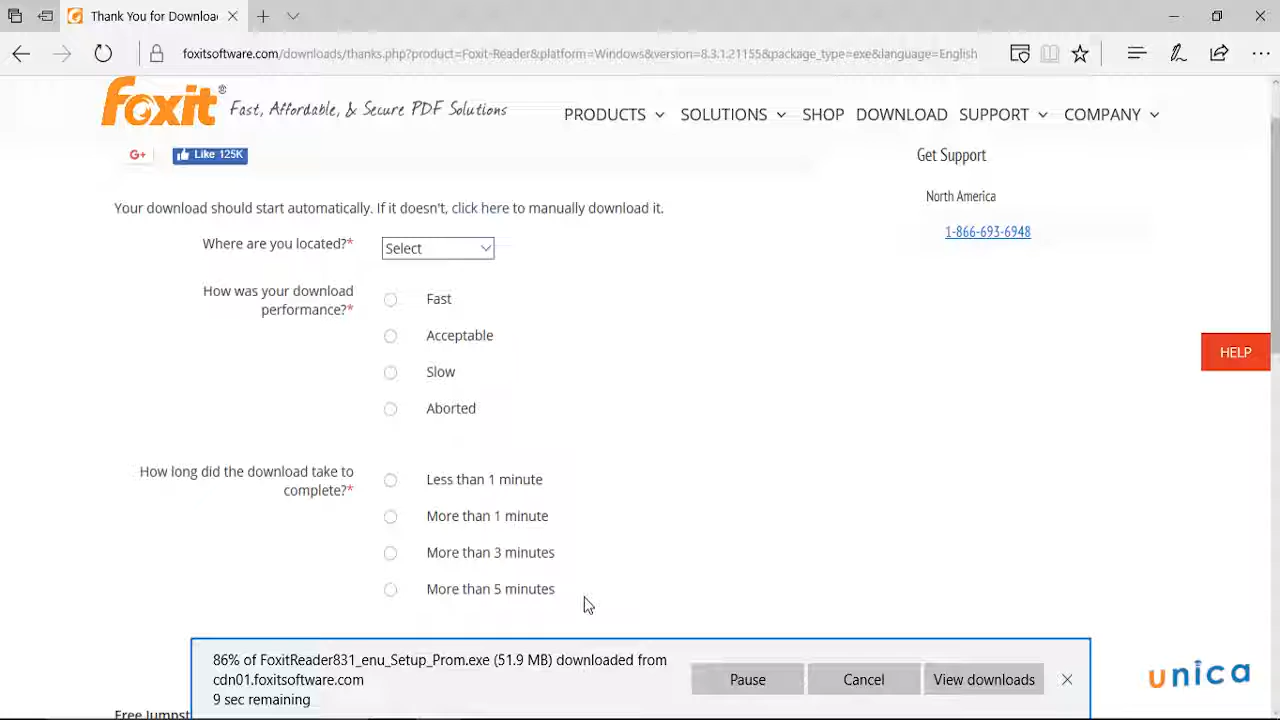 Thank You for Downloa
foxitsoftware.com/downloads/thanks.php?product=Foxit-Reader&platform=Windows&version=8.3.1.21155&package_type=exe&language=English
foxit® Fast, Affordable, & Secure PDF Solutions
PRODUCTS SOLUTIONS SHOP DOWNLOAD SUPPORT COMPANY
G+ Like 125K
Get Support
North America
1-866-693-6948
Your download should start automatically. If it doesn't, click here to manually download it.
Where are you located?* Select
How was your download
performance?*
Fast
Acceptable
Slow
Aborted
How long did the download take to
complete?*
Less than 1 minute
More than 1 minute
More than 3 minutes
More than 5 minutes
HELP
86% of FoxitReader831_enu_Setup_Prom.exe (51.9 MB) downloaded from
cdn01.foxitsoftware.com
9 sec remaining
Pause Cancel View downloads
unica
Free Jumpst